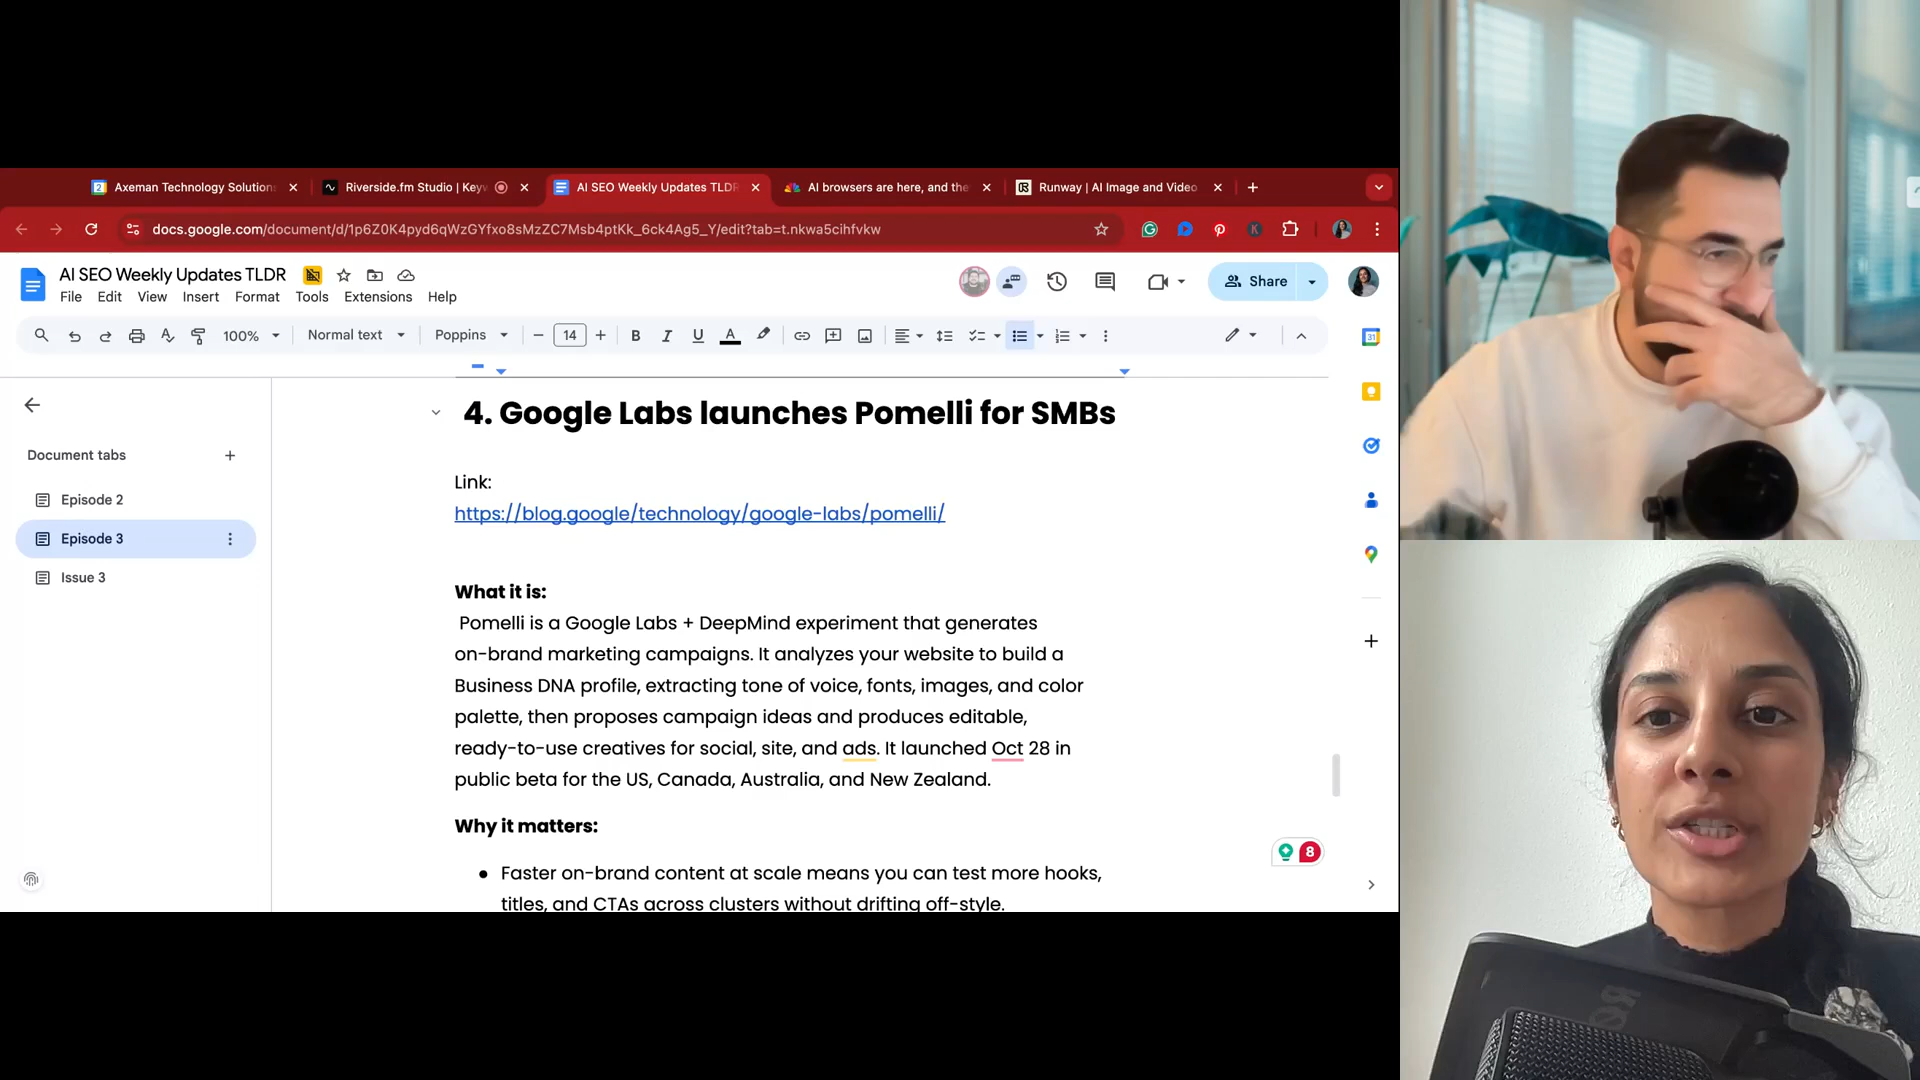 Axeman Technology Solution
Riverside.fm Studio | Keyw
AI SEO Weekly Updates TLDR
AI browsers are here, and the
Runway | AI Image and Video
docs.google.com/document/d/1p6Z0K4pyd6qWzGYfxo8sMzZC7Msb4ptKk_6ck4Ag5_Y/edit?tab=t.nkwa5cihfvkw
AI SEO Weekly Updates TLDR
File Edit View Insert Format Tools Extensions Help
Share
100% Normal text Poppins 14 B I U A
31
Document tabs
Episode 2
Episode 3
Issue 3
4. Google Labs launches Pomelli for SMBs
Link:
https://blog.google/technology/google-labs/pomelli/
What it is:
Pomelli is a Google Labs + DeepMind experiment that generates
on-brand marketing campaigns. It analyzes your website to build a
Business DNA profile, extracting tone of voice, fonts, images, and color
palette, then proposes campaign ideas and produces editable,
ready-to-use creatives for social, site, and ads. It launched Oct 28 in
public beta for the US, Canada, Australia, and New Zealand.
Why it matters:
● Faster on-brand content at scale means you can test more hooks,
titles, and CTAs across clusters without drifting off-style.
8